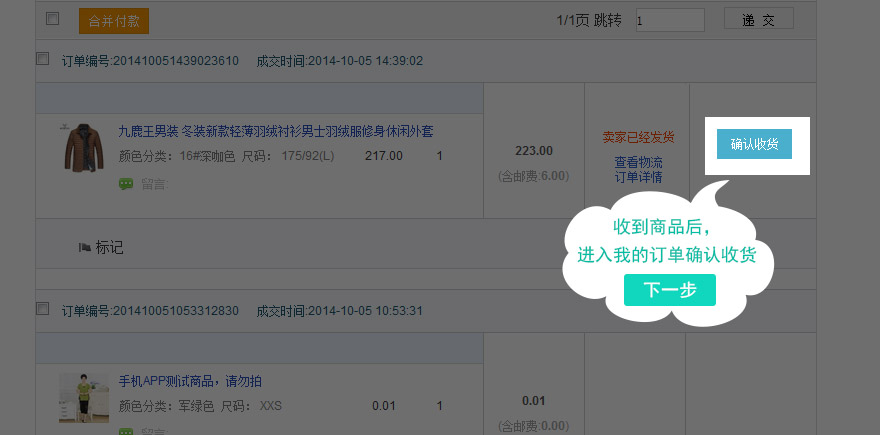 合并付款
1/1页 跳转 1 递 交
订单编号:201410051439023610 成交时间:2014-10-05 14:39:02
九鹿王男装 冬装新款轻薄羽绒衬衫男士羽绒服修身休闲外套
颜色分类：16#深咖色 尺码：175/92(L) 217.00 1
留言:
223.00
(含邮费:6.00)
卖家已经发货
查看物流
订单详情
确认收货
收到商品后，
进入我的订单确认收货
下一步
标记
订单编号:201410051053312830 成交时间:2014-10-05 10:53:31
手机APP测试商品，请勿拍
颜色分类：军绿色 尺码：XXS 0.01 1
留言:
0.01
(含邮费:0.00)